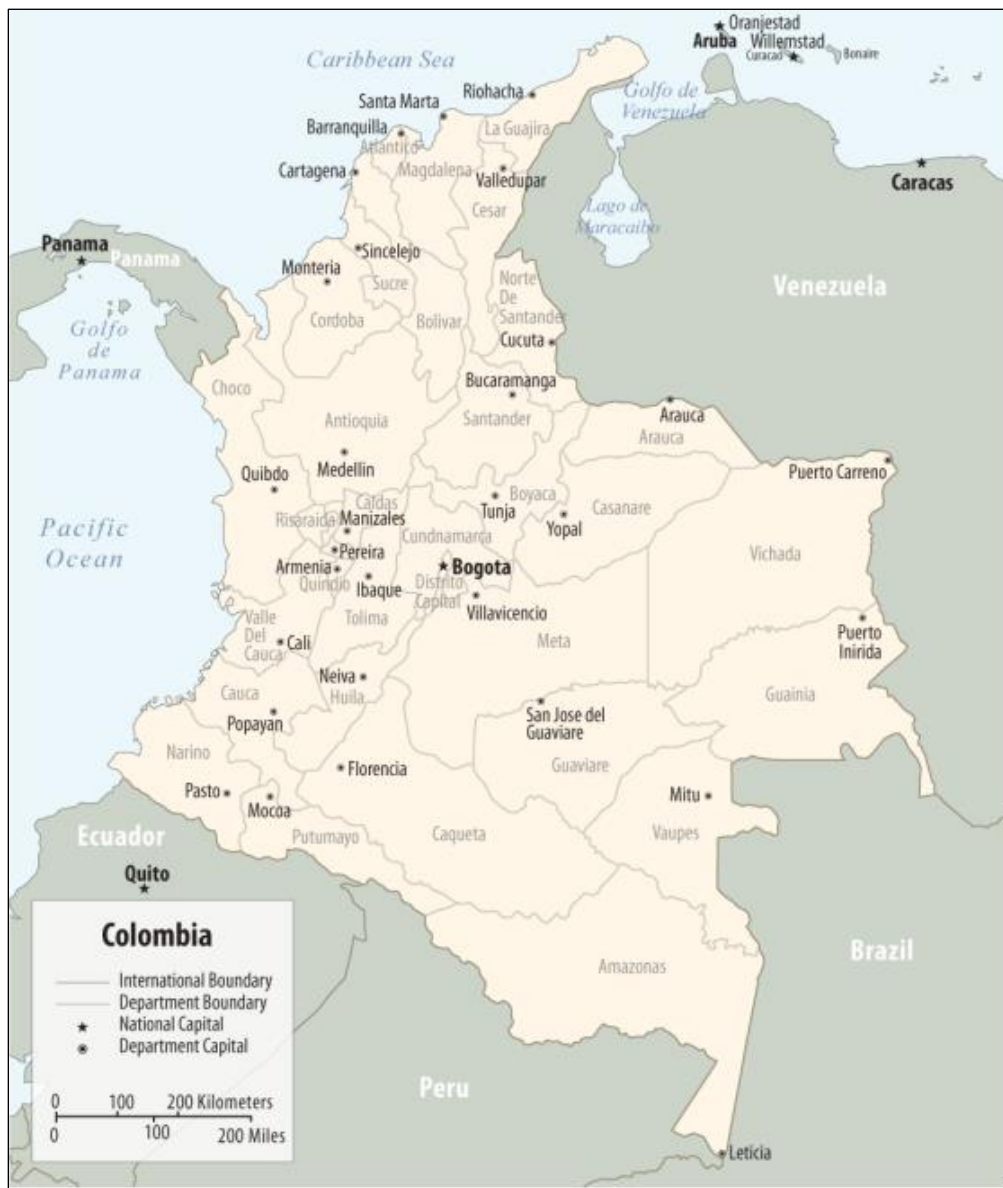 Oranjestad
Aruba
Willemstad
Curacao
Bonaire
Caribbean Sea
Riohacha
Golfo de
Venezuela
Santa Marta
La Guajira
Barranquilla
Atlantico
Magdalena
Cartagena
Valledupar
Caracas
Cesar
Lago de
Maracaibo
Panama
Panama
Sincelejo
Monteria
Sucre
Norte
De
Santander
Venezuela
Cordoba
Bolivar
Golfo
de
Panama
Cucuta
Choco
Bucaramanga
Antioquia
Santander
Arauca
Arauca
Medellin
Quibdo
Puerto Carreno
Boyaca
Tunja
Casanare
Caldas
Risaraida
Manizales
Yopal
Pacific
Ocean
Cundnamarca
Vichada
Pereira
Armenia
Quindio
Bogota
Ibaque
Distrito
Capital
Villavicencio
Tolima
Valle
Del
Cauca
Cali
Meta
Puerto
Inirida
Neiva
Huila
Cauca
Guainia
Popayan
San Jose del
Guaviare
Narino
Guaviare
Florencia
Pasto
Mocoa
Mitu
Ecuador
Putumayo
Caqueta
Vaupes
Quito
Brazil
Amazonas
Peru
Leticia
Colombia
International Boundary
Department Boundary
National Capital
Department Capital
0 100 200 Kilometers
0 100 200 Miles